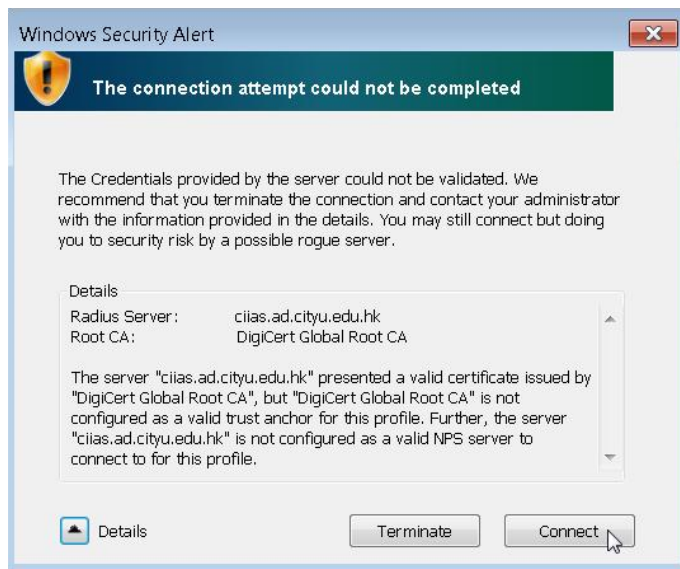 Windows Security Alert
The connection attempt could not be completed
The Credentials provided by the server could not be validated. We
recommend that you terminate the connection and contact your administrator
with the information provided in the details. You may still connect but doing
you to security risk by a possible rogue server.
Details
Radius Server: ciias.ad.cityu.edu.hk
Root CA: DigiCert Global Root CA
The server "ciias.ad.cityu.edu.hk" presented a valid certificate issued by
"DigiCert Global Root CA", but "DigiCert Global Root CA" is not
configured as a valid trust anchor for this profile. Further, the server
"ciias.ad.cityu.edu.hk" is not configured as a valid NPS server to
connect to for this profile.
Details Terminate Connect